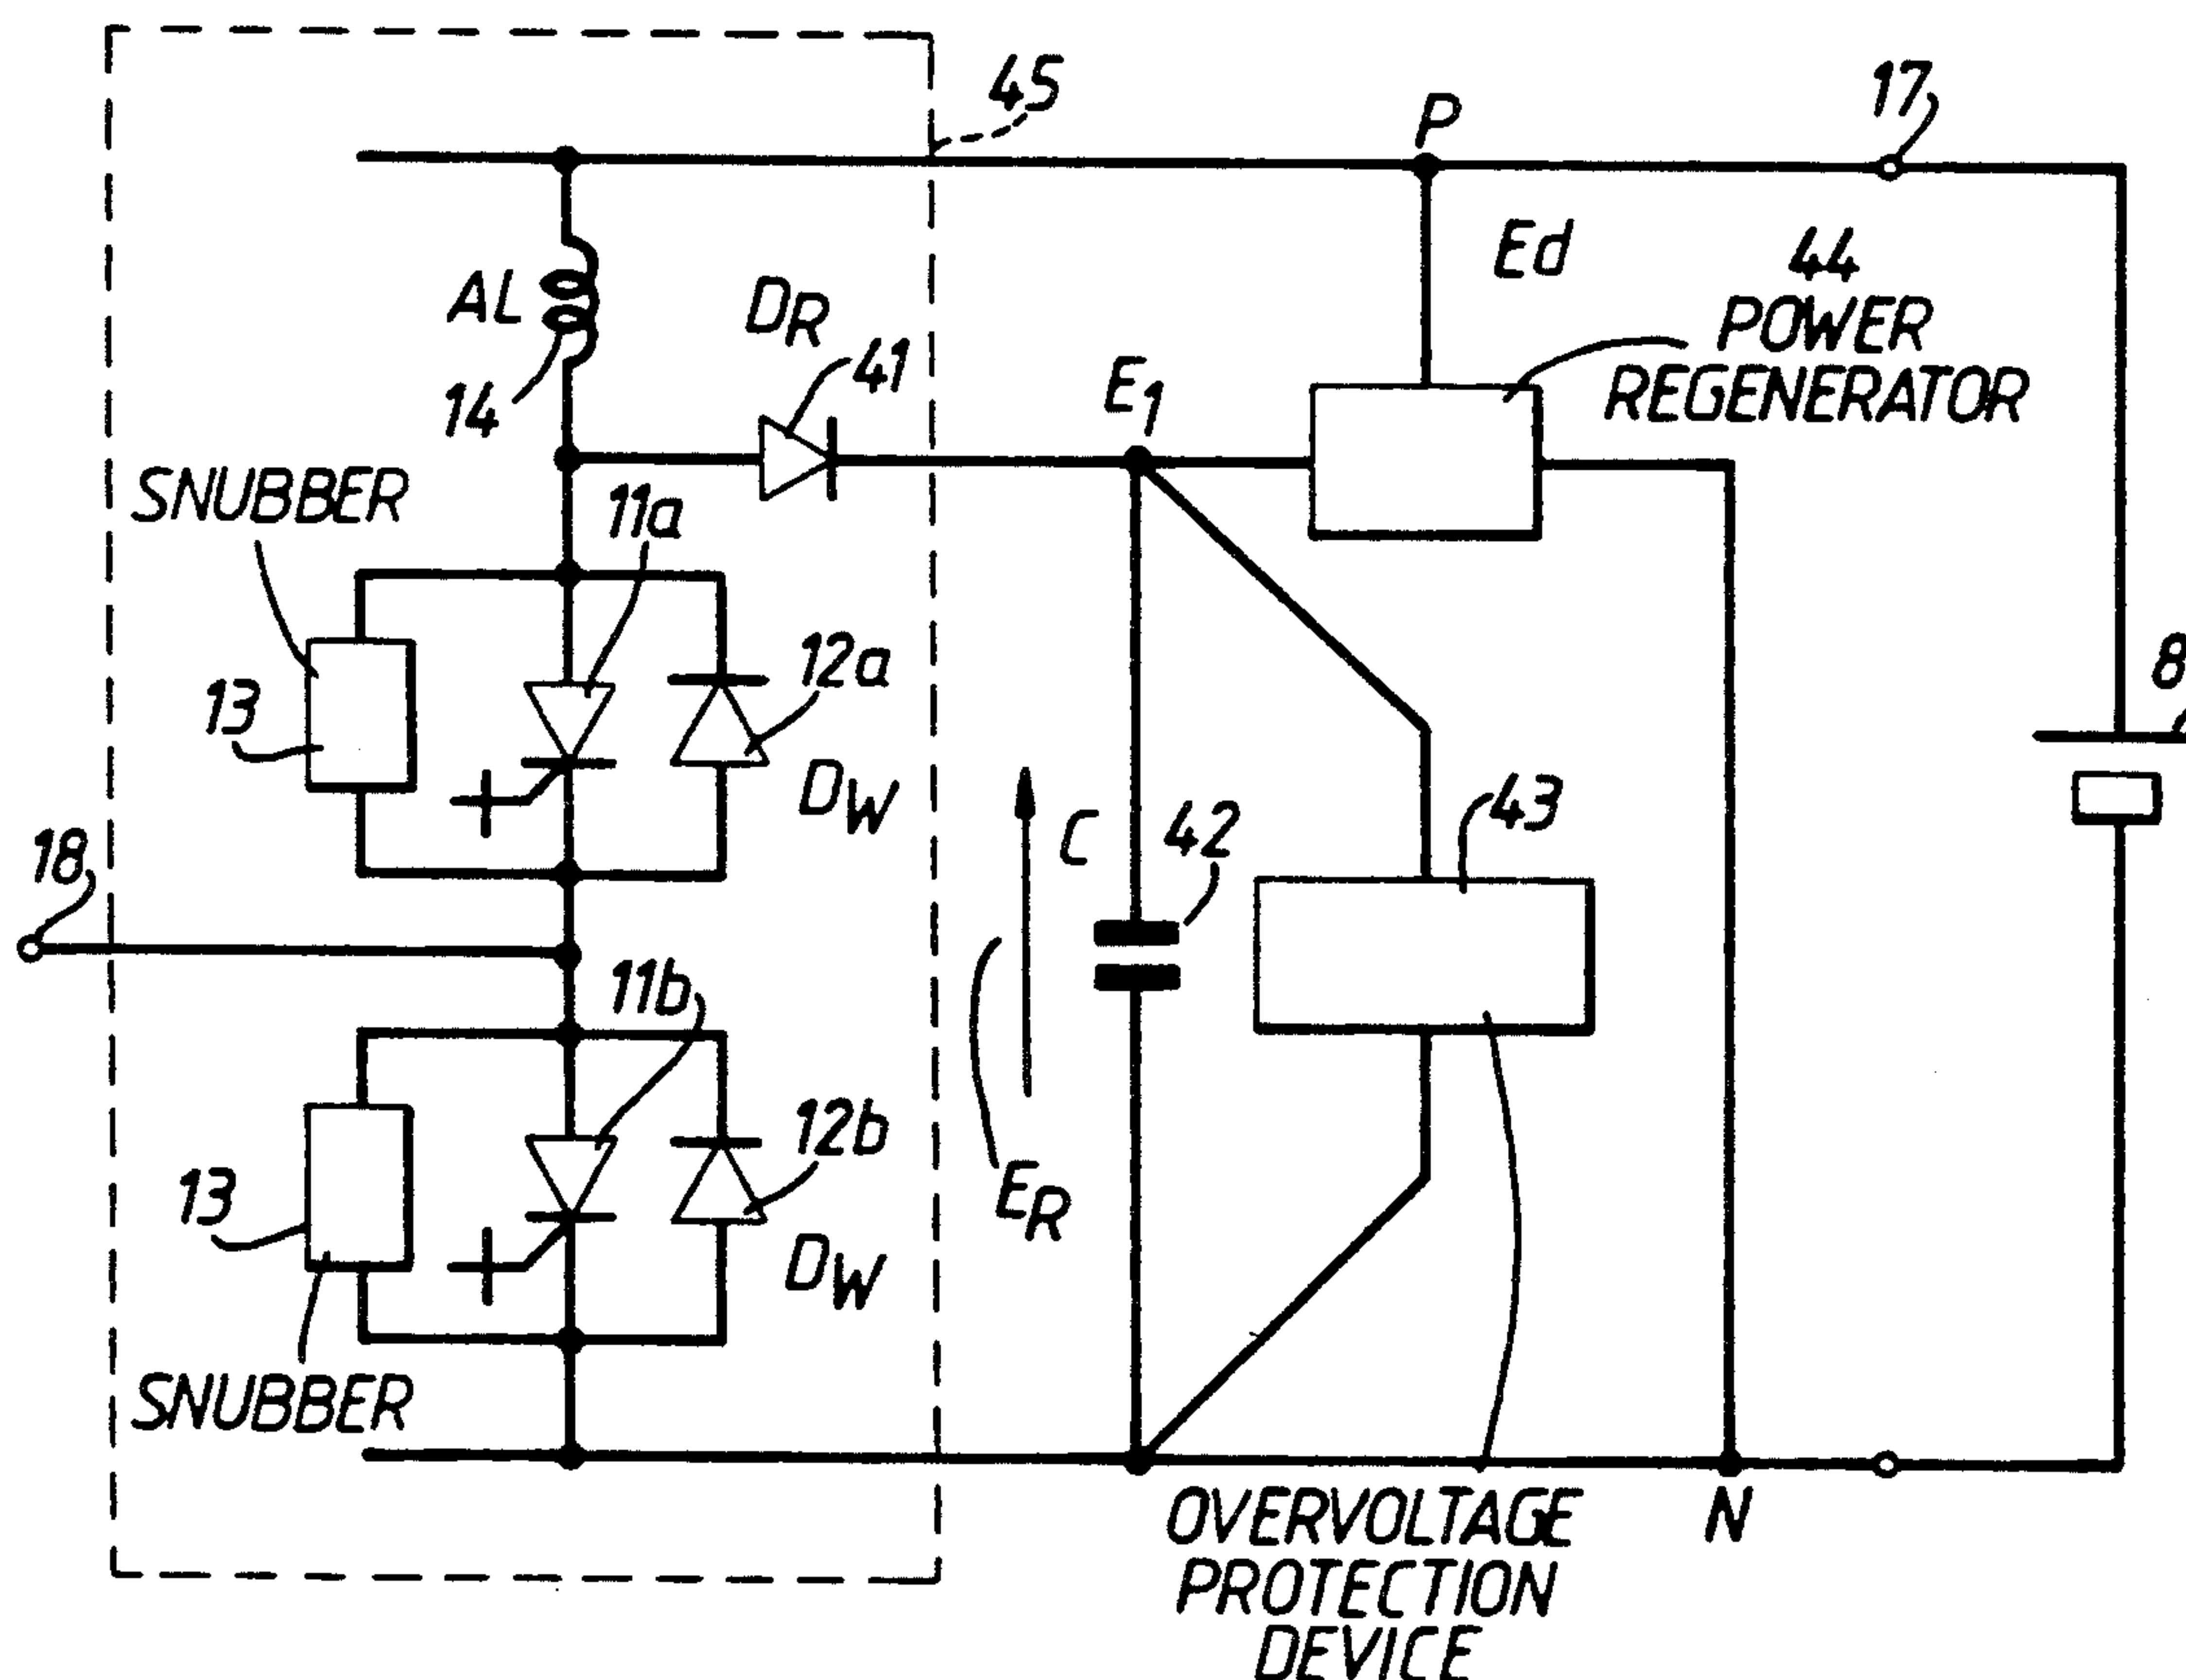 45
P
17
Ed
44
POWER
REGENERATOR
AL
14
DR
41
E1
SNUBBER
11a
12a
13
DW
18
8
43
C
42
11b
12b
13
ER
DW
SNUBBER
OVERVOLTAGE
PROTECTION
DEVICE
N